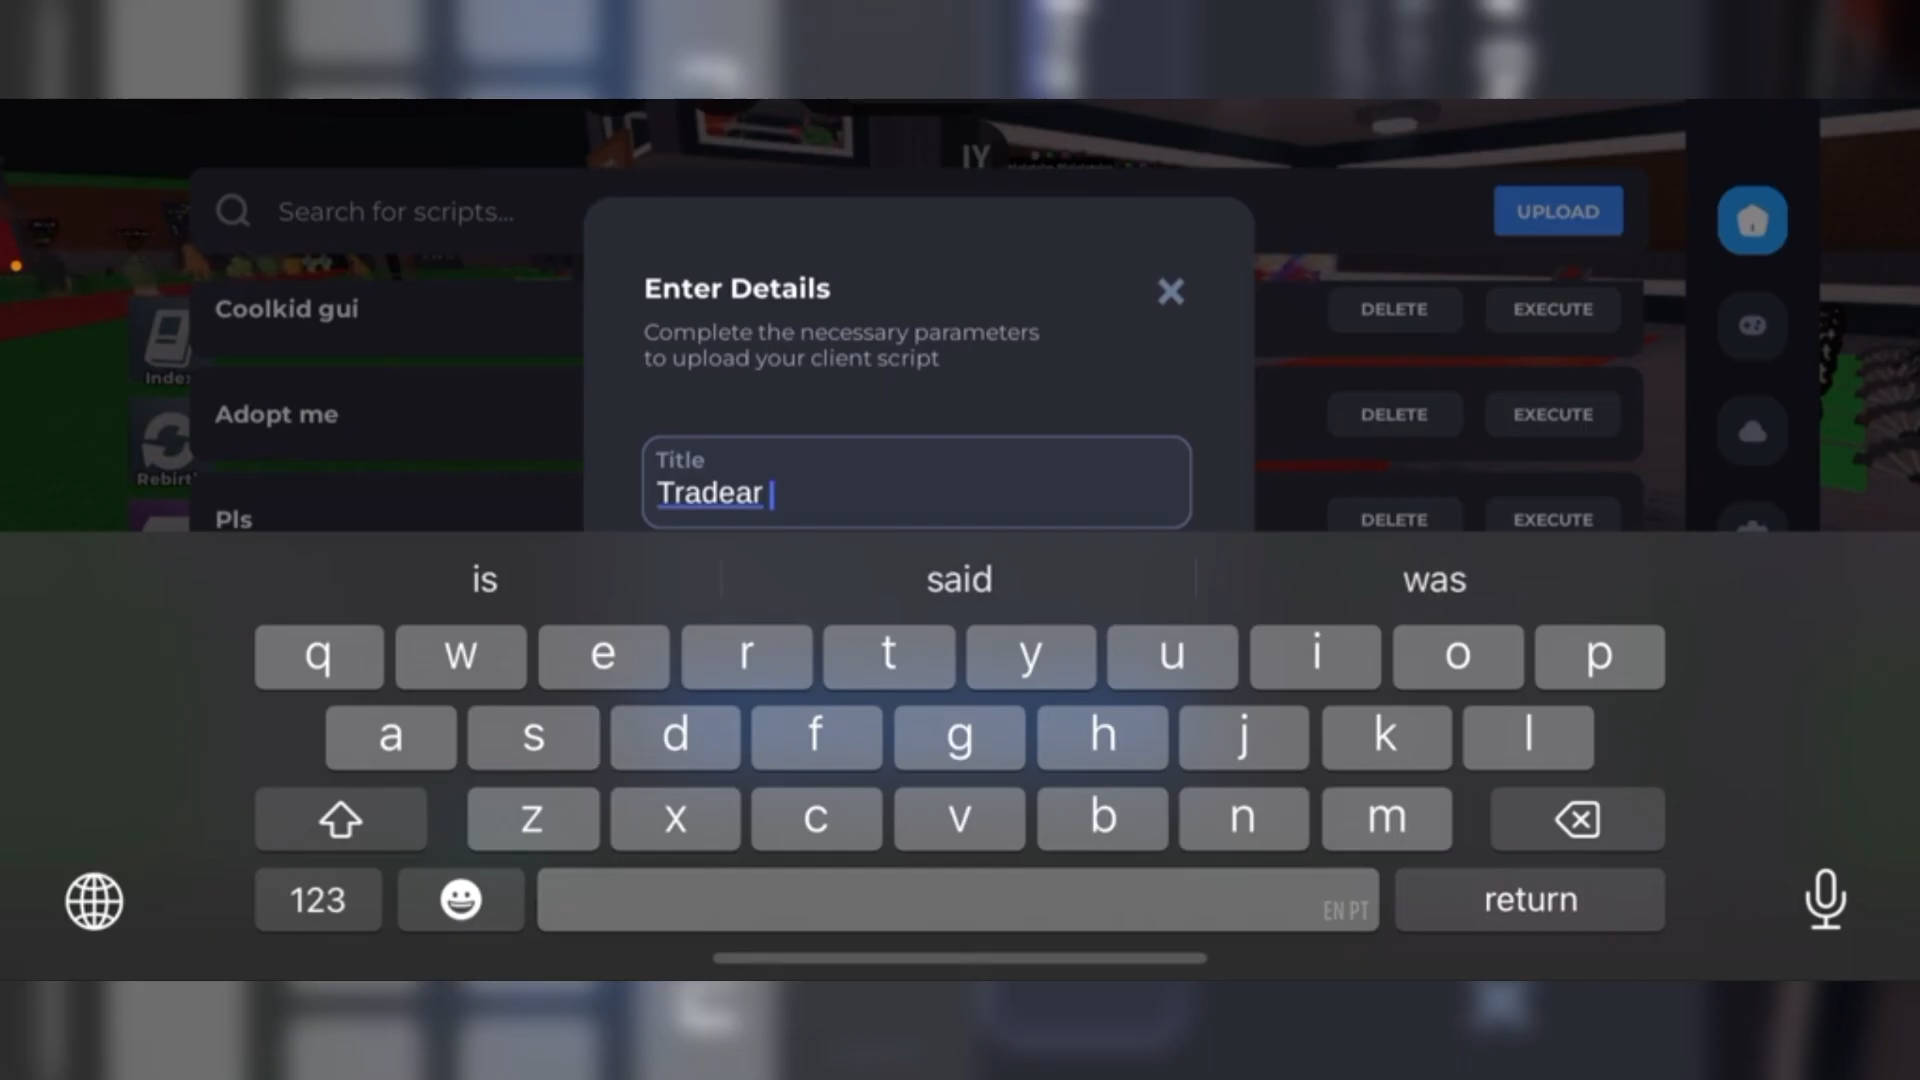 IY
Search for scripts...
UPLOAD
Enter Details
Complete the necessary parameters
to upload your client script
Coolkid gui
DELETE
EXECUTE
Index
Adopt me
DELETE
EXECUTE
Title
Tradear
Pls
DELETE
EXECUTE
is
said
was
q w e r t y u i o p
a s d f g h j k l
z x c v b n m
123
EN PT
return